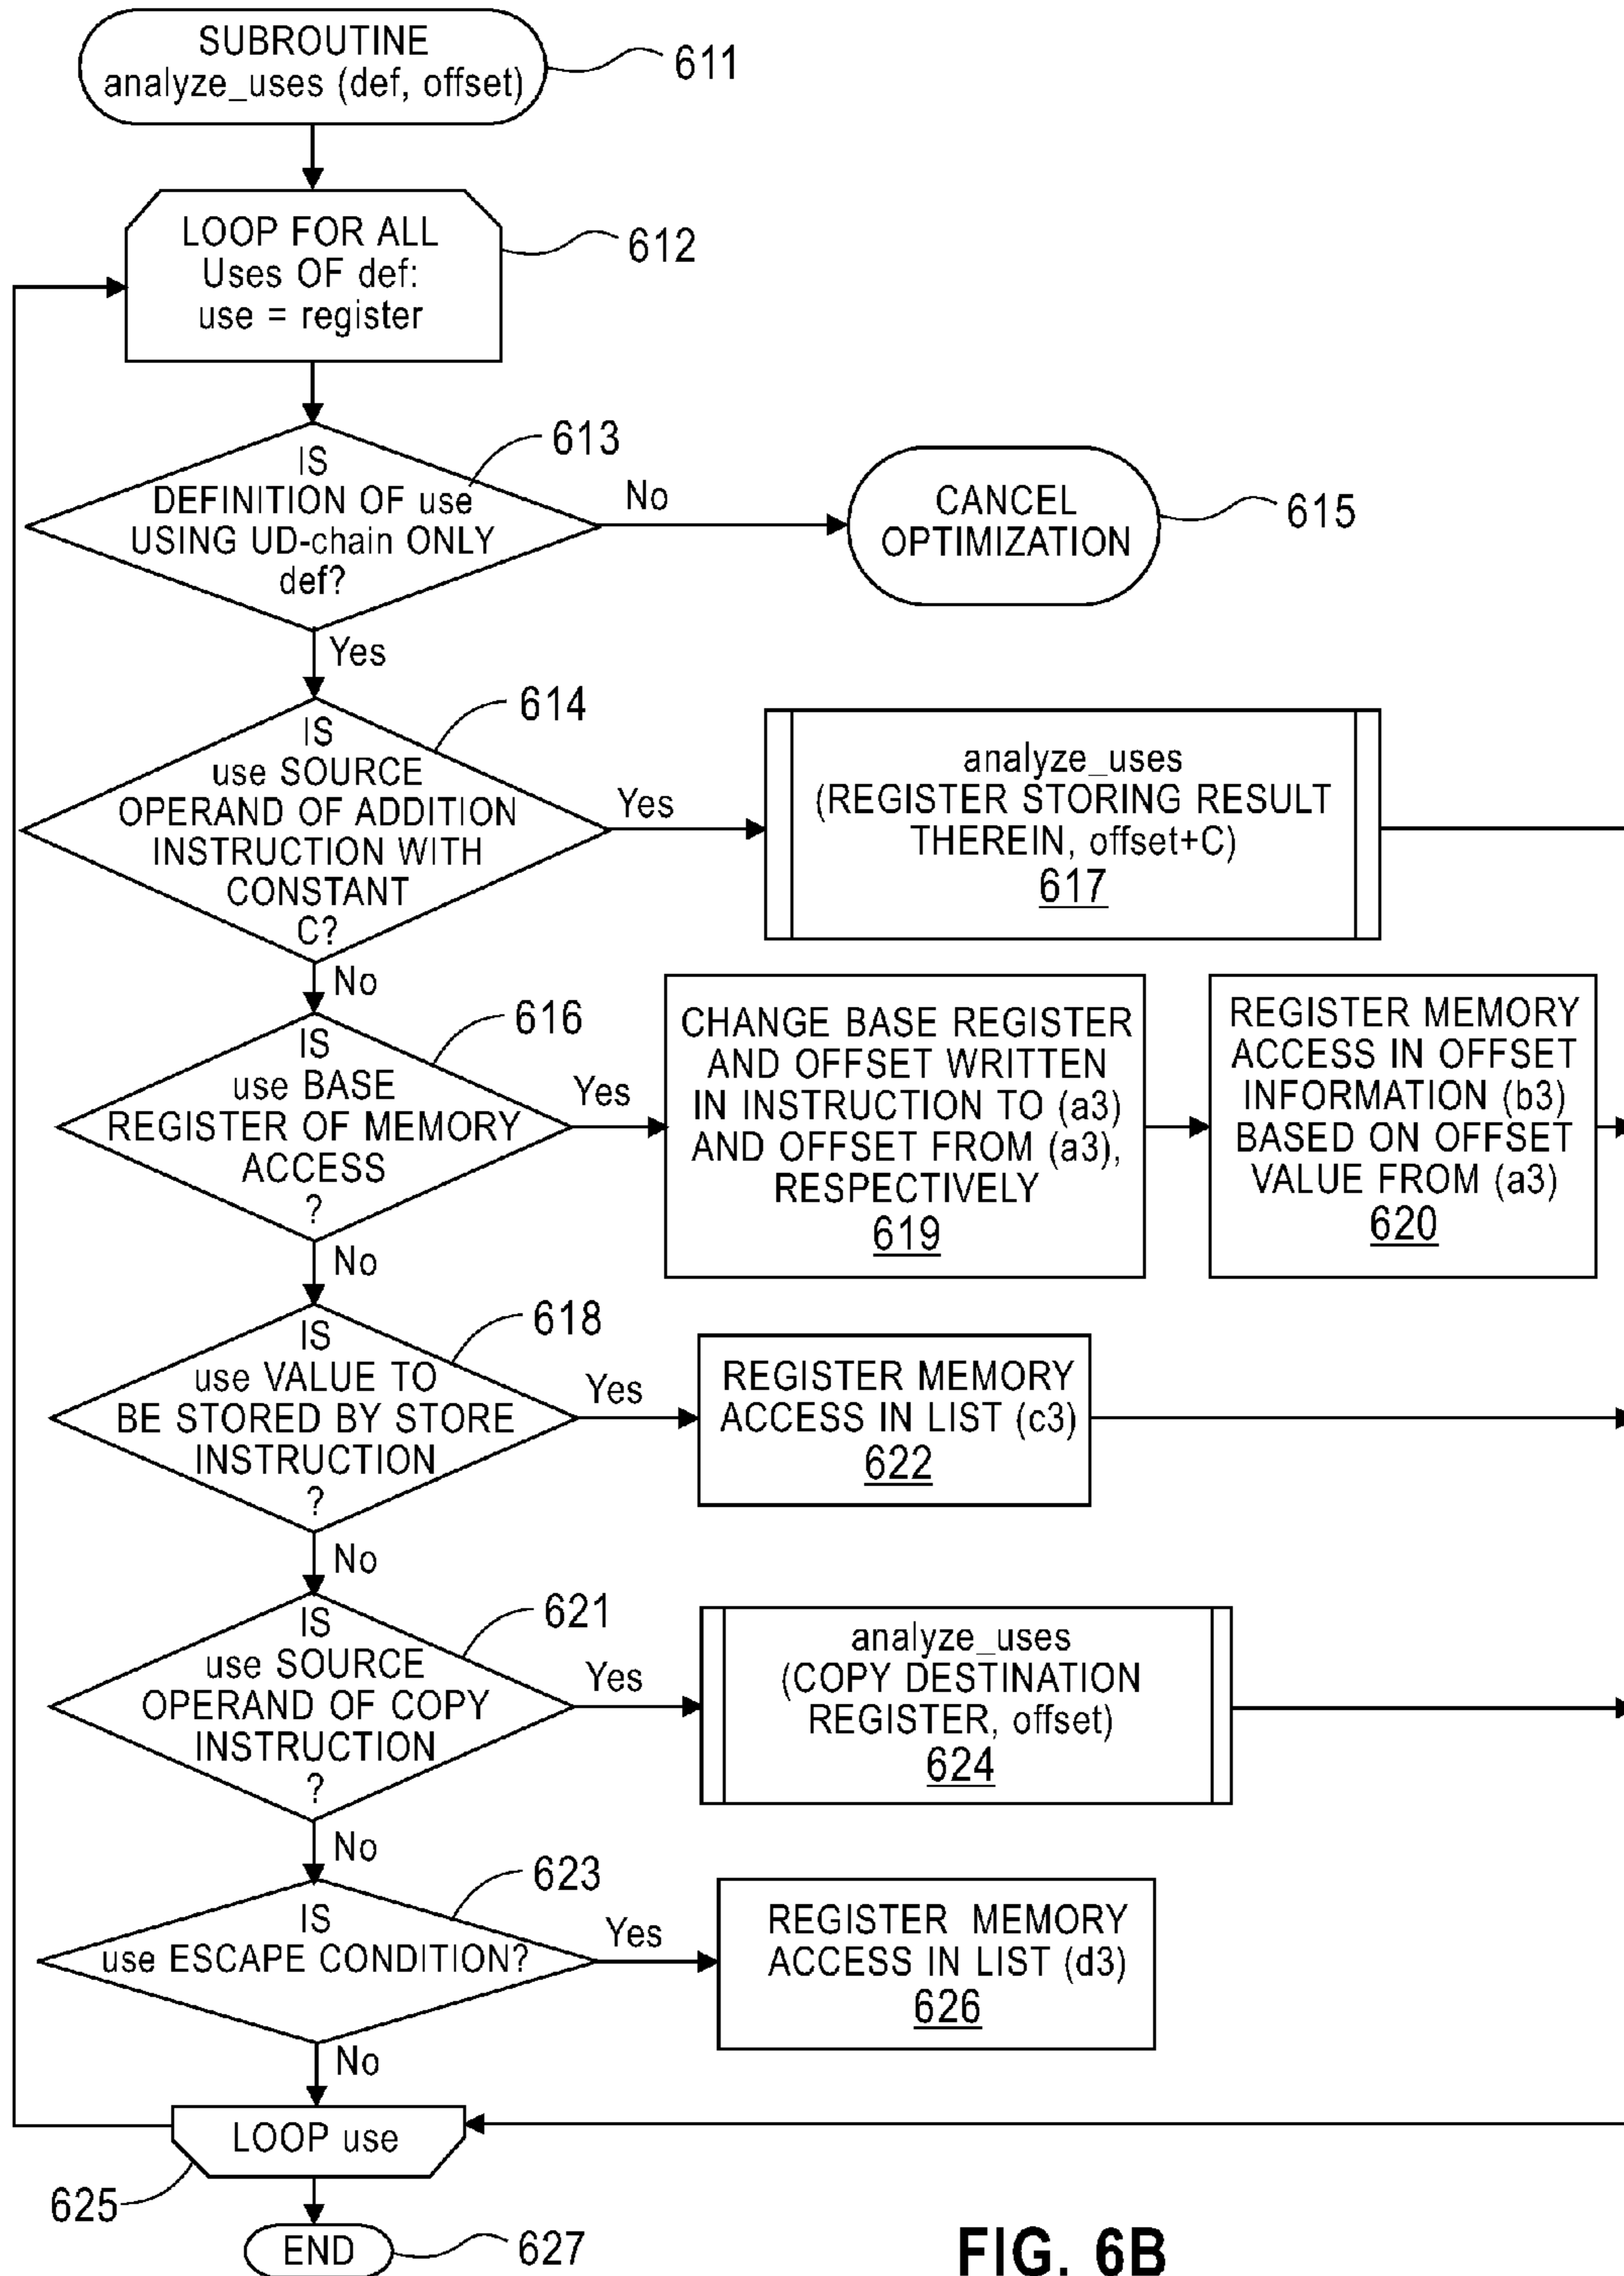 SUBROUTINE
analyze_uses (def, offset)
611
LOOP FOR ALL
Uses OF def:
use = register
612
IS
DEFINITION OF use
USING UD-chain ONLY
def?
613
No
CANCEL
OPTIMIZATION
615
Yes
IS
use SOURCE
OPERAND OF ADDITION
INSTRUCTION WITH
CONSTANT
C?
614
Yes
analyze_uses
(REGISTER STORING RESULT
THEREIN, offset+C)
617
No
IS
use BASE
REGISTER OF MEMORY
ACCESS
?
616
Yes
CHANGE BASE REGISTER
AND OFFSET WRITTEN
IN INSTRUCTION TO (a3)
AND OFFSET FROM (a3),
RESPECTIVELY
619
REGISTER MEMORY
ACCESS IN OFFSET
INFORMATION (b3)
BASED ON OFFSET
VALUE FROM (a3)
620
No
IS
use VALUE TO
BE STORED BY STORE
INSTRUCTION
?
618
Yes
REGISTER MEMORY
ACCESS IN LIST (c3)
622
No
IS
use SOURCE
OPERAND OF COPY
INSTRUCTION
?
621
Yes
analyze_uses
(COPY DESTINATION
REGISTER, offset)
624
No
IS
use ESCAPE CONDITION?
623
Yes
REGISTER MEMORY
ACCESS IN LIST (d3)
626
No
LOOP use
625
END
627
FIG. 6B